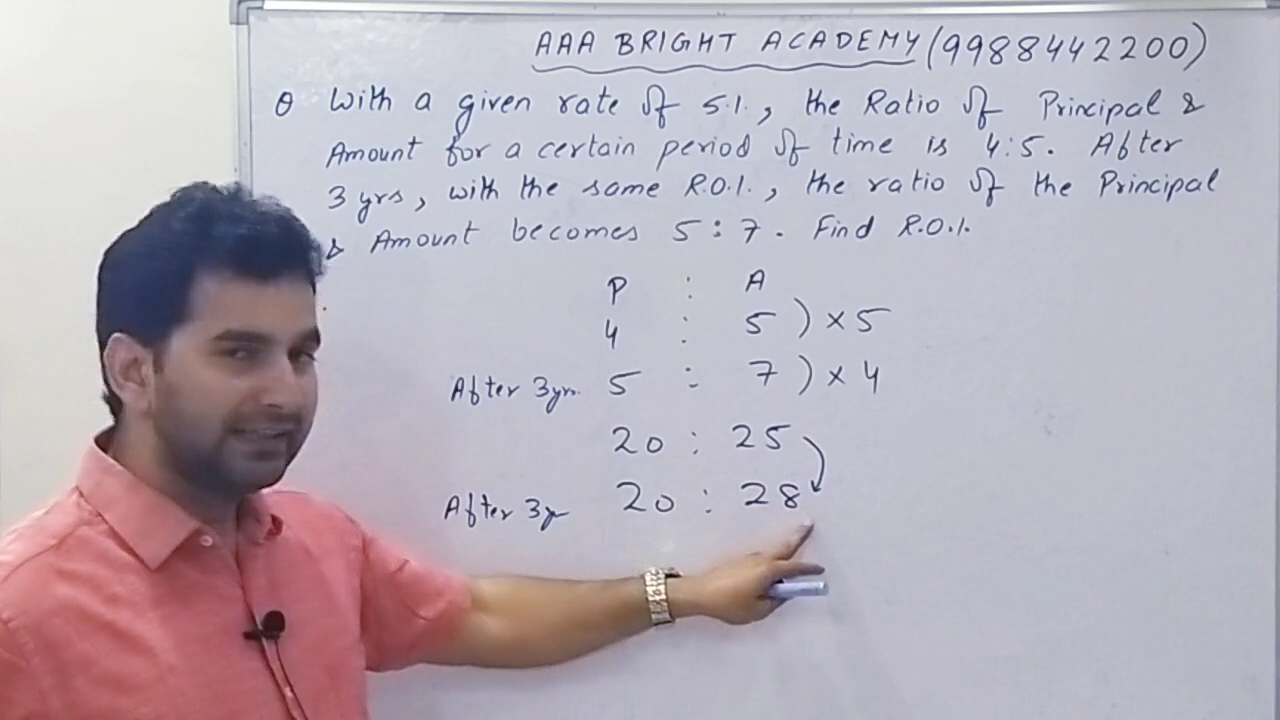 AAA BRIGHT ACADEMY (9988442200)
Q With a given rate of S.I., the Ratio of Principal &
Amount for a certain period of time is 4:5. After
3 yrs, with the same R.O.I., the ratio of the Principal
& Amount becomes 5:7. Find R.O.I.
P : A
4 : 5 ) × 5
After 3yrs. 5 : 7 ) × 4
20 : 25
After 3yr 20 : 28